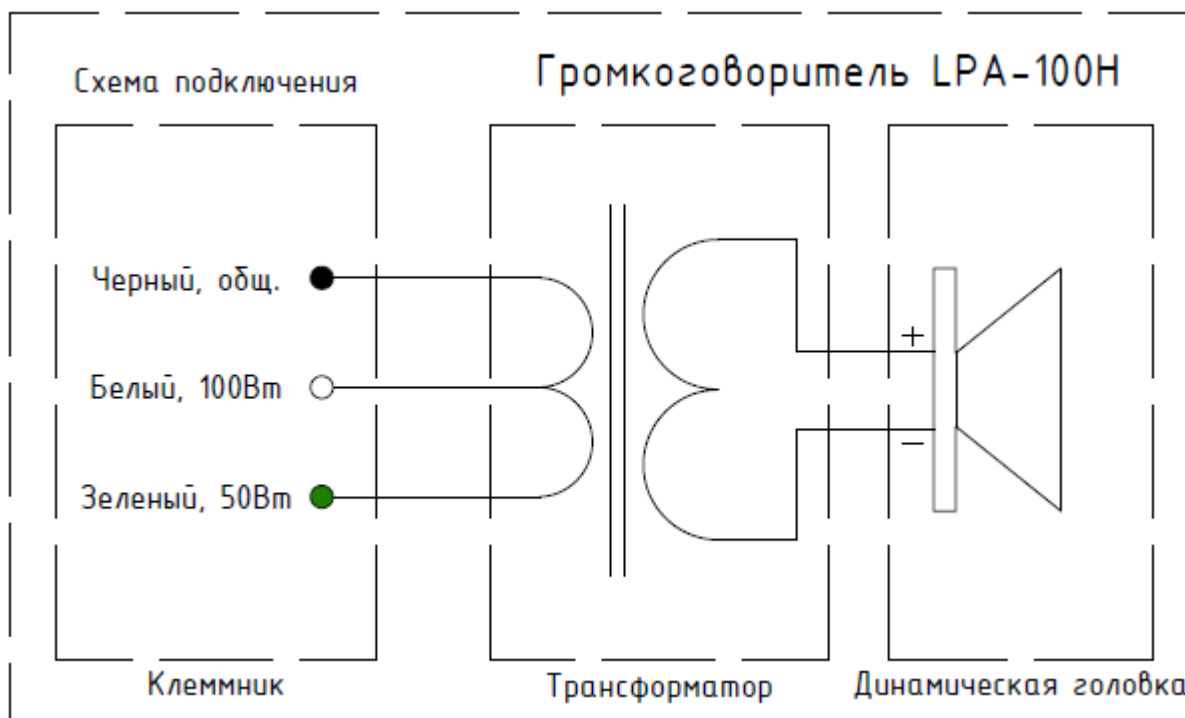 Схема подключения
Громкоговоритель LPA-100H
Черный, общ.
Белый, 100Вт
Зеленый, 50Вт
+
−
Клеммник
Трансформатор
Динамическая головка